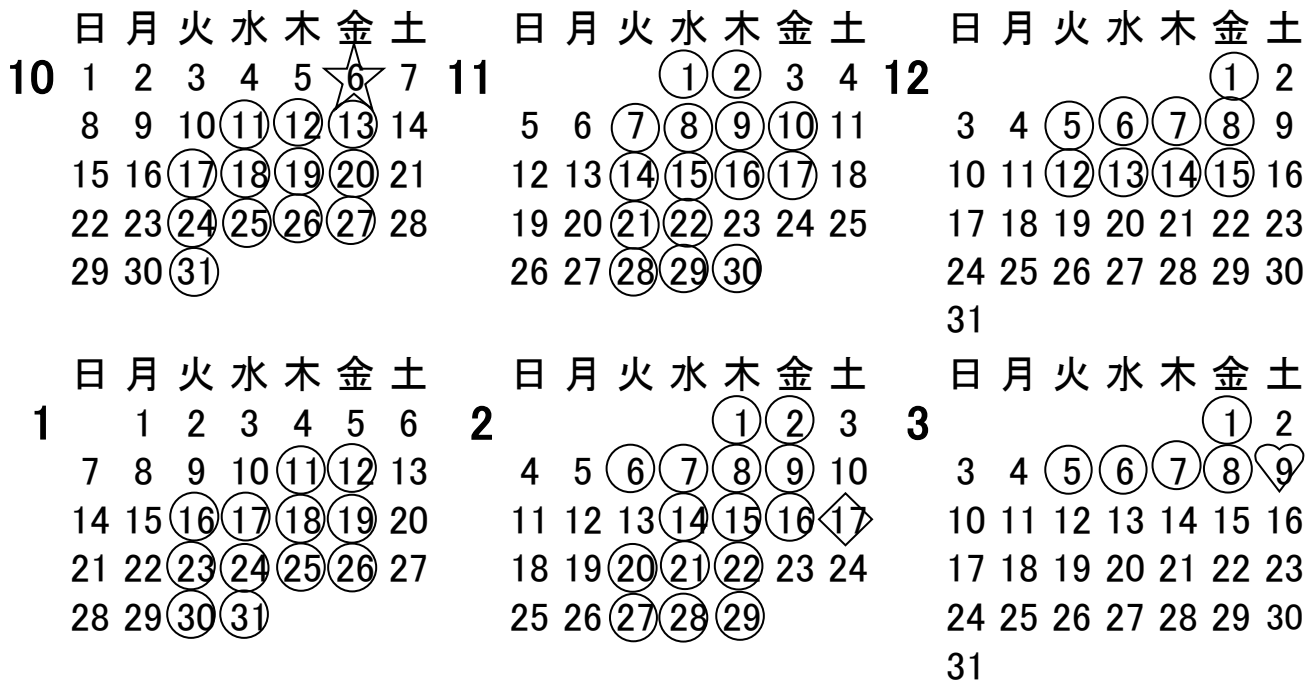 日 月 火 水 木 金 土
10 1 2 3 4 5 6 7
8 9 10 11 12 13 14
15 16 17 18 19 20 21
22 23 24 25 26 27 28
29 30 31
日 月 火 水 木 金 土
11 1 2 3 4
5 6 7 8 9 10 11
12 13 14 15 16 17 18
19 20 21 22 23 24 25
26 27 28 29 30
日 月 火 水 木 金 土
12 1 2
3 4 5 6 7 8 9
10 11 12 13 14 15 16
17 18 19 20 21 22 23
24 25 26 27 28 29 30
31
日 月 火 水 木 金 土
1 1 2 3 4 5 6
7 8 9 10 11 12 13
14 15 16 17 18 19 20
21 22 23 24 25 26 27
28 29 30 31
日 月 火 水 木 金 土
2 1 2 3
4 5 6 7 8 9 10
11 12 13 14 15 16 17
18 19 20 21 22 23 24
25 26 27 28 29
日 月 火 水 木 金 土
3 1 2
3 4 5 6 7 8 9
10 11 12 13 14 15 16
17 18 19 20 21 22 23
24 25 26 27 28 29 30
31